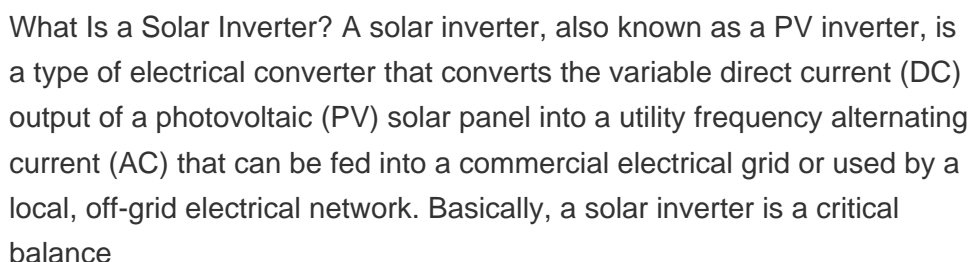 What Is a Solar Inverter? A solar inverter, also known as a PV inverter, is
a type of electrical converter that converts the variable direct current (DC)
output of a photovoltaic (PV) solar panel into a utility frequency alternating
current (AC) that can be fed into a commercial electrical grid or used by a
local, off-grid electrical network. Basically, a solar inverter is a critical
balance